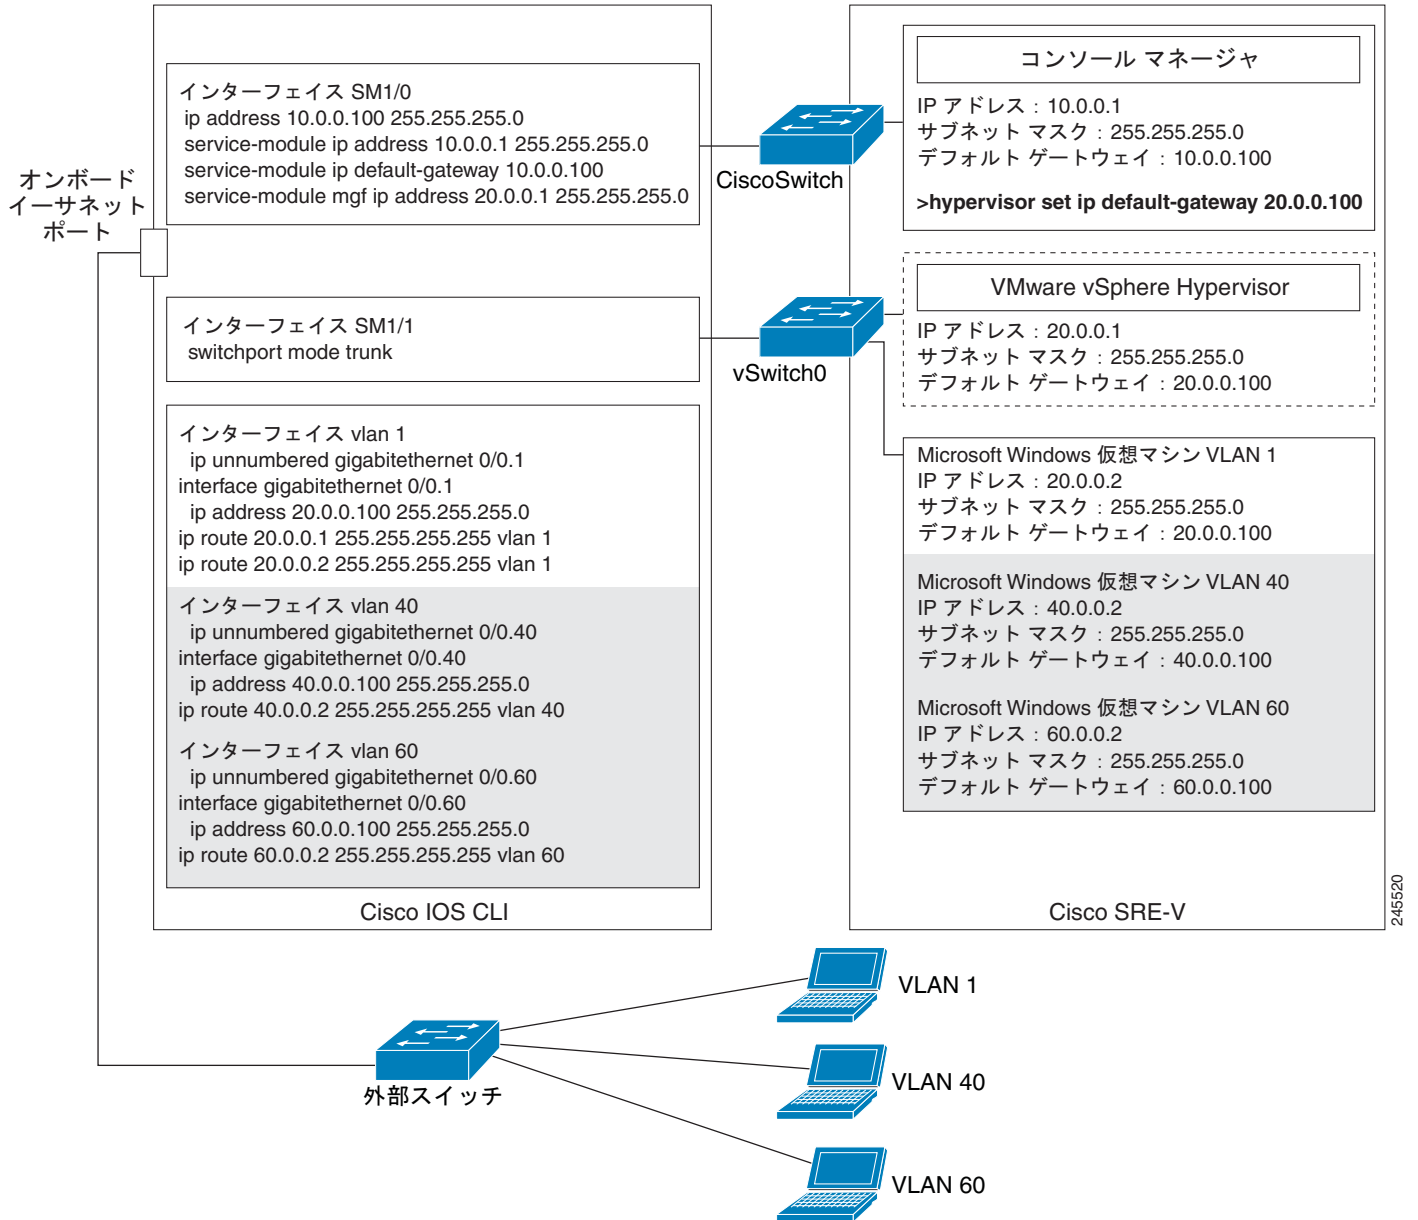 オンボード
イーサネット
ポート
インターフェイス SM1/0
ip address 10.0.0.100 255.255.255.0
service-module ip address 10.0.0.1 255.255.255.0
service-module ip default-gateway 10.0.0.100
service-module mgf ip address 20.0.0.1 255.255.255.0
インターフェイス SM1/1
switchport mode trunk
インターフェイス vlan 1
ip unnumbered gigabitethernet 0/0.1
interface gigabitethernet 0/0.1
ip address 20.0.0.100 255.255.255.0
ip route 20.0.0.1 255.255.255.255 vlan 1
ip route 20.0.0.2 255.255.255.255 vlan 1
インターフェイス vlan 40
ip unnumbered gigabitethernet 0/0.40
interface gigabitethernet 0/0.40
ip address 40.0.0.100 255.255.255.0
ip route 40.0.0.2 255.255.255.255 vlan 40
インターフェイス vlan 60
ip unnumbered gigabitethernet 0/0.60
interface gigabitethernet 0/0.60
ip address 60.0.0.100 255.255.255.0
ip route 60.0.0.2 255.255.255.255 vlan 60
Cisco IOS CLI
CiscoSwitch
vSwitch0
コンソール マネージャ
IP アドレス : 10.0.0.1
サブネット マスク : 255.255.255.0
デフォルト ゲートウェイ : 10.0.0.100
>hypervisor set ip default-gateway 20.0.0.100
VMware vSphere Hypervisor
IP アドレス : 20.0.0.1
サブネット マスク : 255.255.255.0
デフォルト ゲートウェイ : 20.0.0.100
Microsoft Windows 仮想マシン VLAN 1
IP アドレス : 20.0.0.2
サブネット マスク : 255.255.255.0
デフォルト ゲートウェイ : 20.0.0.100
Microsoft Windows 仮想マシン VLAN 40
IP アドレス : 40.0.0.2
サブネット マスク : 255.255.255.0
デフォルト ゲートウェイ : 40.0.0.100
Microsoft Windows 仮想マシン VLAN 60
IP アドレス : 60.0.0.2
サブネット マスク : 255.255.255.0
デフォルト ゲートウェイ : 60.0.0.100
Cisco SRE-V
245520
外部スイッチ
VLAN 1
VLAN 40
VLAN 60